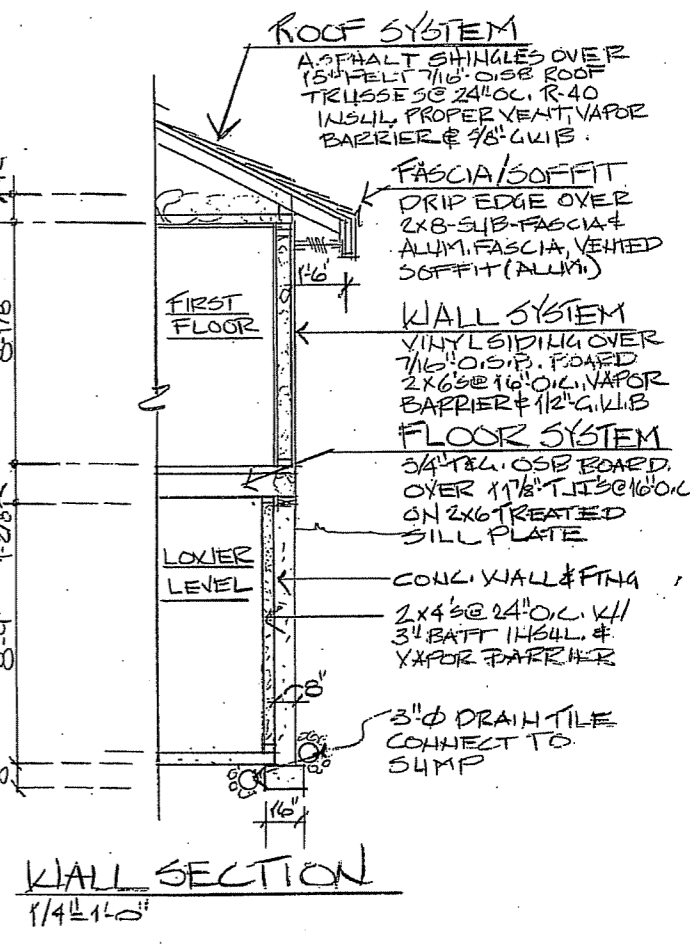 ROOF SYSTEM
ASPHALT SHINGLES OVER
15# FELT 7/16" O.S.B ROOF
TRUSSES @ 24" OC. R-40
INSUL. PROPER VENT, VAPOR
BARRIER & 5/8" G.W.B.
FASCIA/SOFFIT
DRIP EDGE OVER
2X8-SUB-FASCIA &
ALUM. FASCIA, VENTED
SOFFIT (ALUM.)
1'-6"
FIRST
FLOOR
WALL SYSTEM
VINYL SIDING OVER
7/16" O.S.B. BOARD
2X6'S @ 16" O.C., VAPOR
BARRIER & 1/2" G.W.B
FLOOR SYSTEM
3/4" T&G. OSB BOARD.
OVER 11 7/8" TJI'S @ 16" O.C
ON 2X6 TREATED
SILL PLATE
LOWER
LEVEL
CONC. WALL & FTNG
2X4'S @ 24" O.C. W/
3" BATT INSUL. &
VAPOR BARRIER
8"
3" Ø DRAIN TILE
CONNECT TO
SUMP
16"
WALL SECTION
1/4"=1'-0"